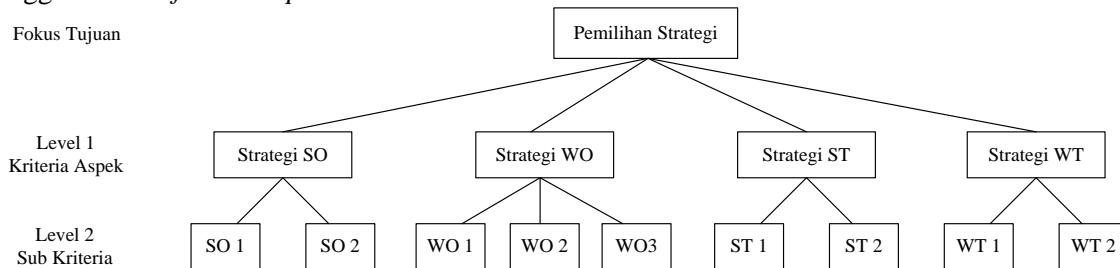 Fokus Tujuan
Pemilihan Strategi
Level 1
Kriteria Aspek
Strategi SO
Strategi WO
Strategi ST
Strategi WT
Level 2
Sub Kriteria
SO 1
SO 2
WO 1
WO 2
WO3
ST 1
ST 2
WT 1
WT 2